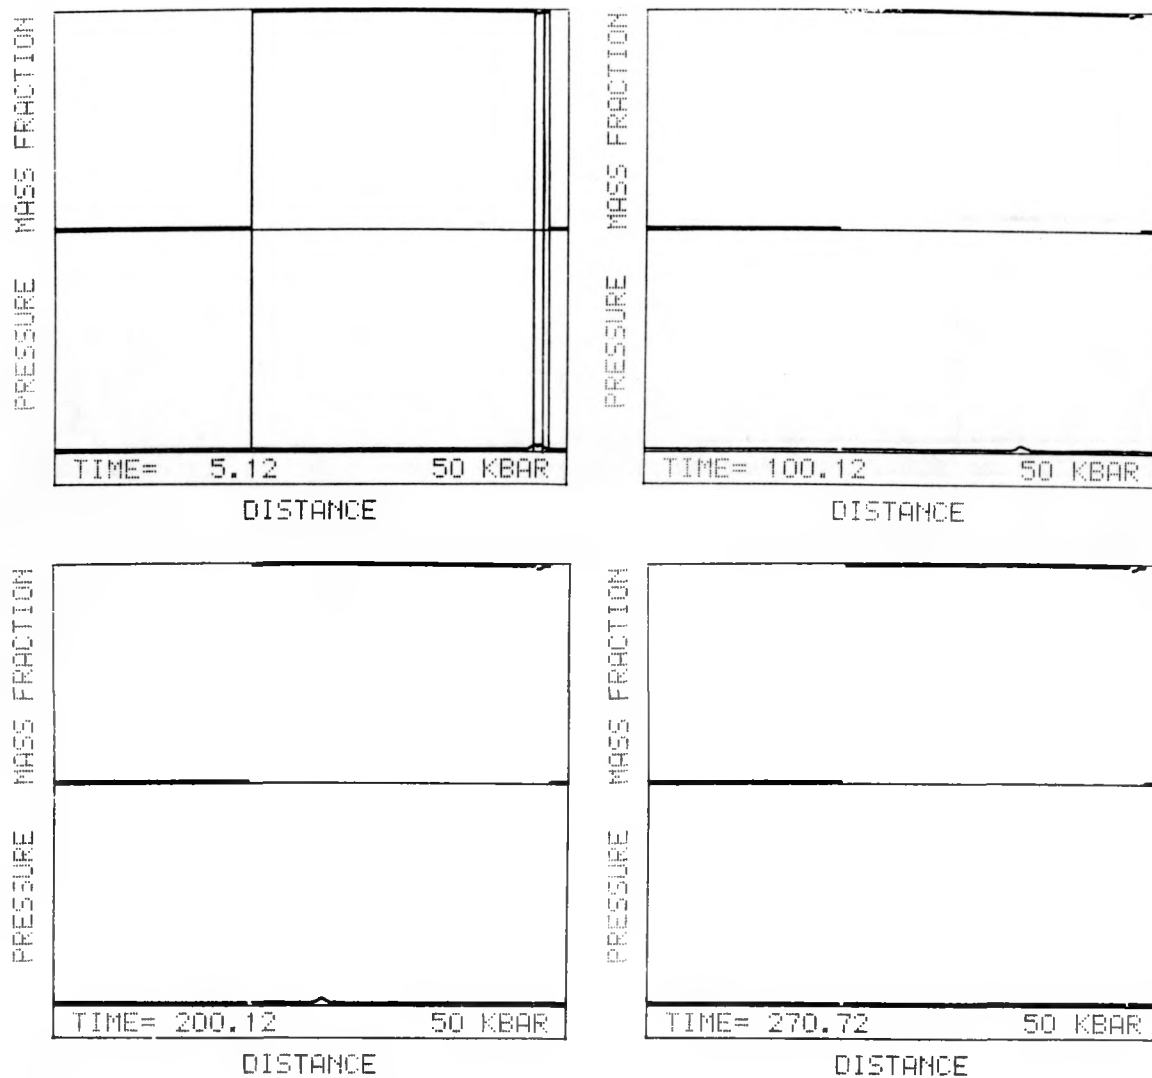 MASS FRACTION
PRESSURE
TIME= 5.12 50 KBAR
DISTANCE
MASS FRACTION
PRESSURE
TIME= 100.12 50 KBAR
DISTANCE
MASS FRACTION
PRESSURE
TIME= 200.12 50 KBAR
DISTANCE
MASS FRACTION
PRESSURE
TIME= 270.72 50 KBAR
DISTANCE